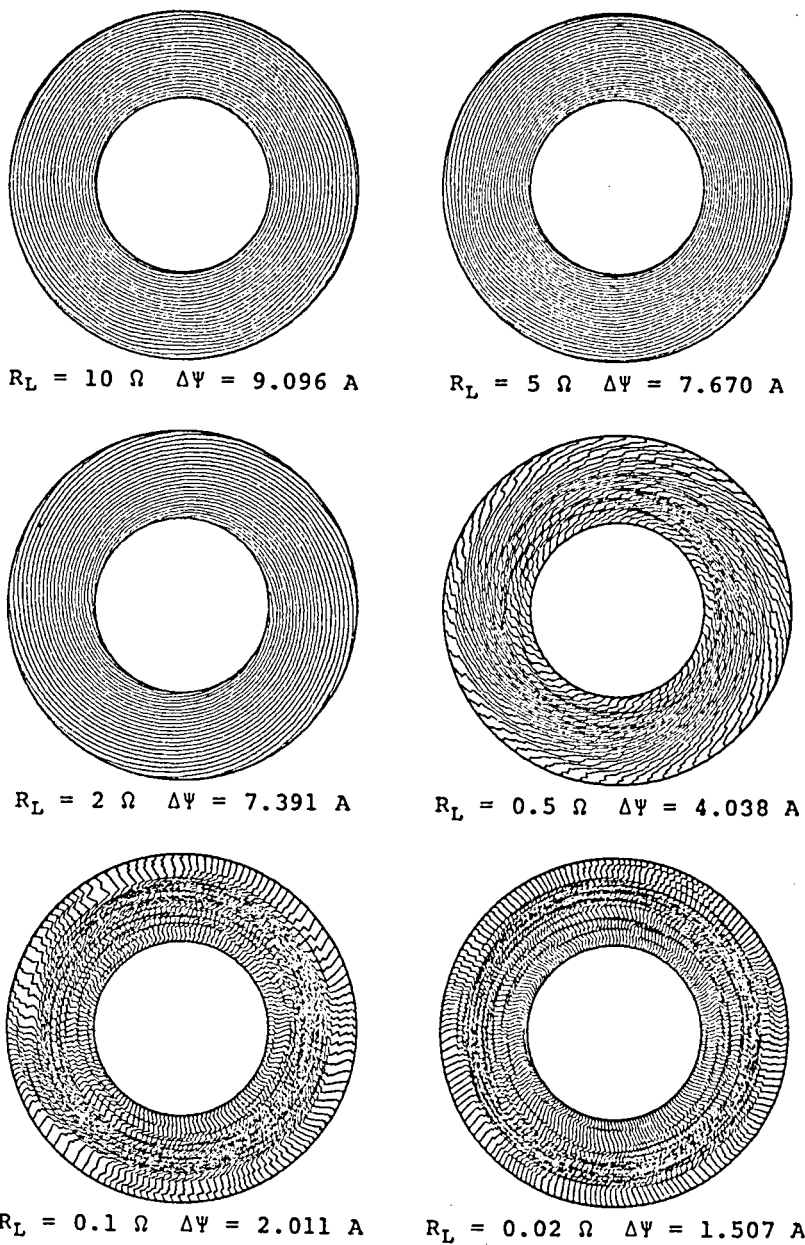 R_L = 10 Ω ΔΨ = 9.096 A
R_L = 5 Ω ΔΨ = 7.670 A
R_L = 2 Ω ΔΨ = 7.391 A
R_L = 0.5 Ω ΔΨ = 4.038 A
R_L = 0.1 Ω ΔΨ = 2.011 A
R_L = 0.02 Ω ΔΨ = 1.507 A